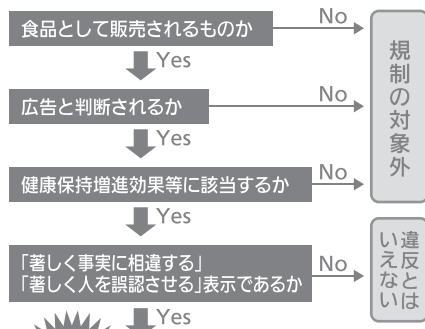 食品として販売されるものか
No
Yes
広告と判断されるか
No
Yes
健康保持増進効果等に該当するか
No
規制の対象外
Yes
「著しく事実に相違する」
「著しく人を誤認させる」表示であるか
No
違反とは
いえない
Yes